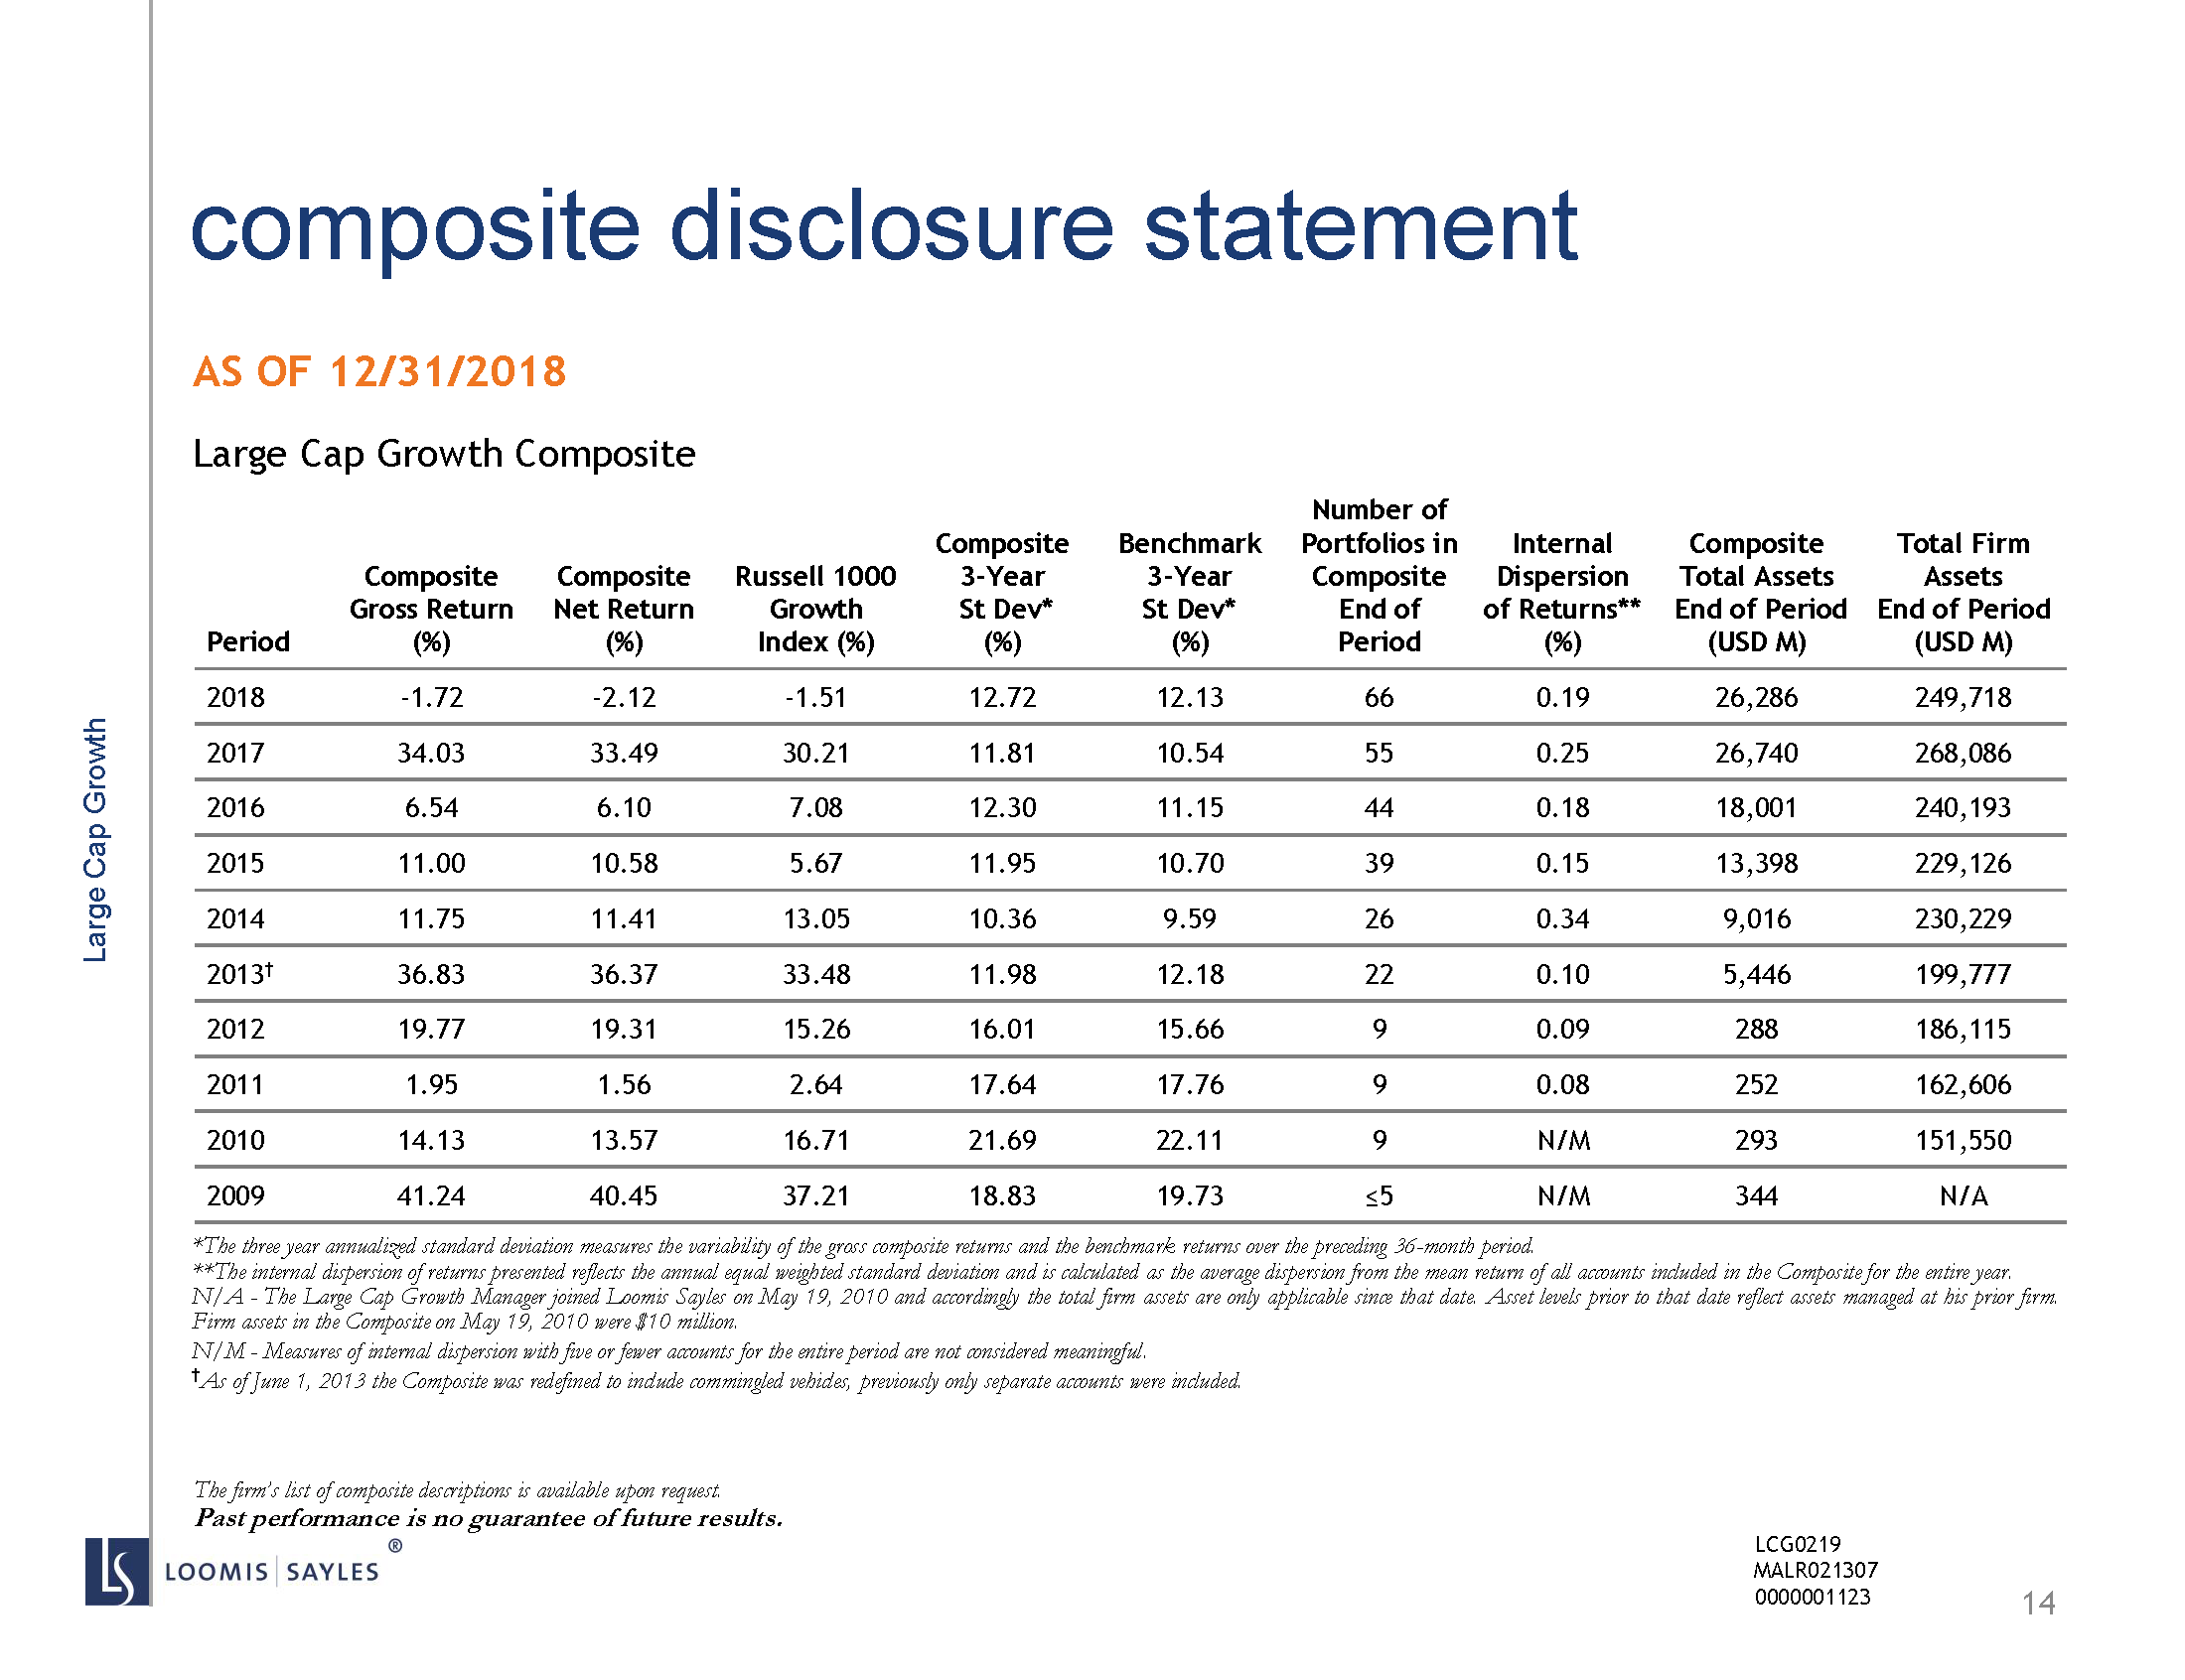 composite disclosure statement
AS OF 12/31/2018
Large Cap Growth Composite
Period | Composite Gross Return (%) | Composite Net Return (%) | Russell 1000 Growth Index (%) | Composite 3-Year St Dev* (%) | Benchmark 3-Year St Dev* (%) | Number of Portfolios in Composite End of Period | Internal Dispersion of Returns** (%) | Composite Total Assets End of Period (USD M) | Total Firm Assets End of Period (USD M)
2018 -1.72 -2.12 -1.51 12.72 12.13 66 0.19 26,286 249,718
2017 34.03 33.49 30.21 11.81 10.54 55 0.25 26,740 268,086
2016 6.54 6.10 7.08 12.30 11.15 44 0.18 18,001 240,193
2015 11.00 10.58 5.67 11.95 10.70 39 0.15 13,398 229,126
2014 11.75 11.41 13.05 10.36 9.59 26 0.34 9,016 230,229
2013† 36.83 36.37 33.48 11.98 12.18 22 0.10 5,446 199,777
2012 19.77 19.31 15.26 16.01 15.66 9 0.09 288 186,115
2011 1.95 1.56 2.64 17.64 17.76 9 0.08 252 162,606
2010 14.13 13.57 16.71 21.69 22.11 9 N/M 293 151,550
2009 41.24 40.45 37.21 18.83 19.73 ≤5 N/M 344 N/A
*The three year annualized standard deviation measures the variability of the gross composite returns and the benchmark returns over the preceding 36-month period.
**The internal dispersion of returns presented reflects the annual equal weighted standard deviation and is calculated as the average dispersion from the mean return of all accounts included in the Composite for the entire year.
N/A - The Large Cap Growth Manager joined Loomis Sayles on May 19, 2010 and accordingly the total firm assets are only applicable since that date. Asset levels prior to that date reflect assets managed at his prior firm.
Firm assets in the Composite on May 19, 2010 were $10 million.
N/M - Measures of internal dispersion with five or fewer accounts for the entire period are not considered meaningful.
†As of June 1, 2013 the Composite was redefined to include commingled vehicles, previously only separate accounts were included.
The firm's list of composite descriptions is available upon request.
Past performance is no guarantee of future results.
Large Cap Growth
LS LOOMIS | SAYLES ®
LCG0219
MALR021307
0000001123
14